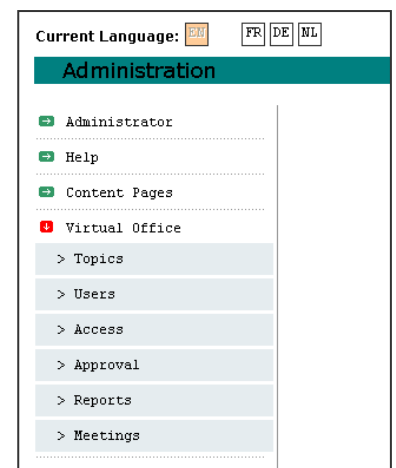 Current Language: EN FR DE NL
Administration
Administrator
Help
Content Pages
Virtual Office
> Topics
> Users
> Access
> Approval
> Reports
> Meetings